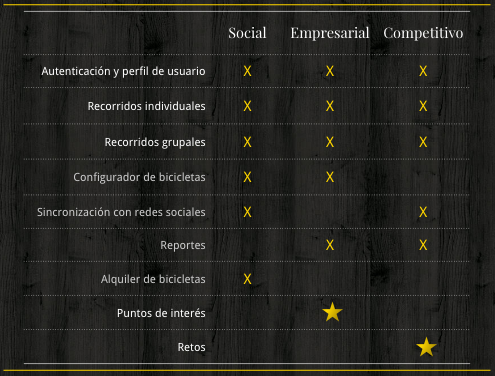 Social Empresarial Competitivo
Autenticación y perfil de usuario X X X
Recorridos individuales X X X
Recorridos grupales X X X
Configurador de bicicletas X X
Sincronización con redes sociales X X
Reportes X X
Alquiler de bicicletas X
Puntos de interés
Retos